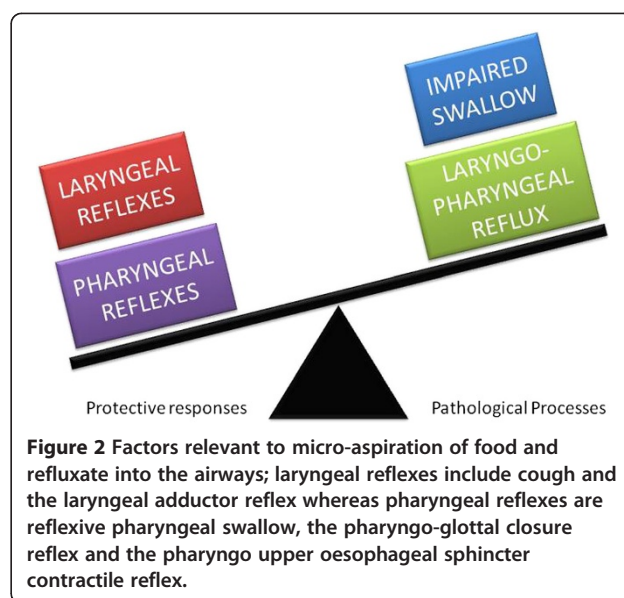 IMPAIRED
SWALLOW
LARYNGEAL
REFLEXES
LARYNGO-
PHARYNGEAL
REFLUX
PHARYNGEAL
REFLEXES
Protective responses
Pathological Processes
Figure 2 Factors relevant to micro-aspiration of food and
refluxate into the airways; laryngeal reflexes include cough and
the laryngeal adductor reflex whereas pharyngeal reflexes are
reflexive pharyngeal swallow, the pharyngo-glottal closure
reflex and the pharyngo upper oesophageal sphincter
contractile reflex.